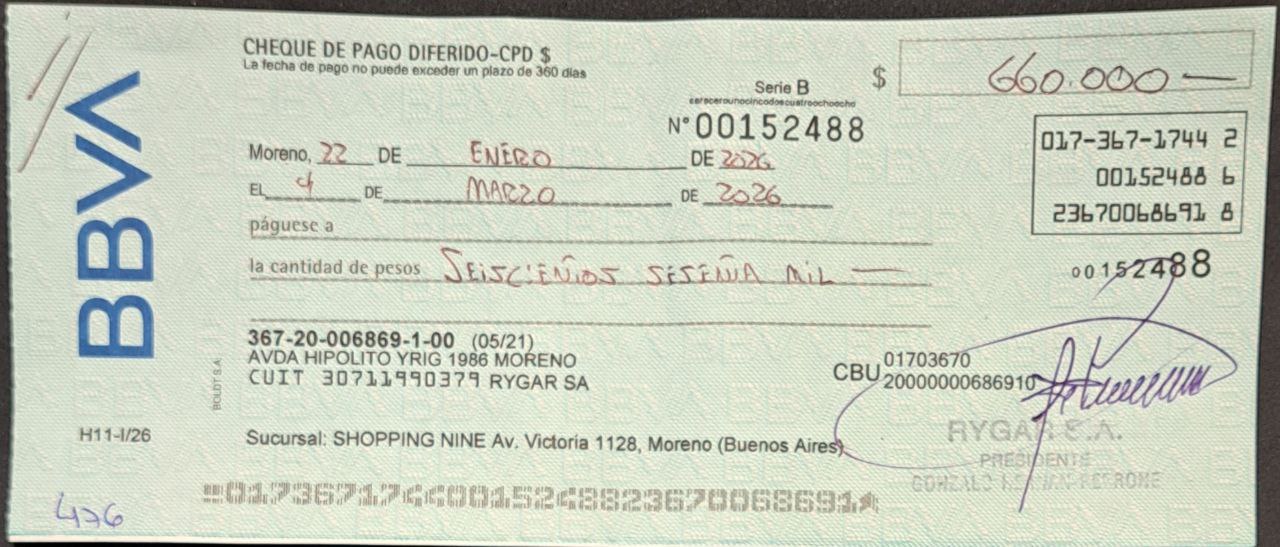 BBVA
CHEQUE DE PAGO DIFERIDO-CPD $
La fecha de pago no puede exceder un plazo de 360 días
$ 660.000 —
Serie B
cerocerounocincodoscuatroochoocho
N° 00152488
017-367-1744 2
00152488 6
23670068691 8
Moreno, 22 DE ENERO DE 2026
EL 4 DE MARZO DE 2026
páguese a
la cantidad de pesos SEISCIENTOS SESENTA MIL —
00152488
367-20-006869-1-00 (05/21)
AVDA HIPOLITO YRIG 1986 MORENO
CUIT 30711990379 RYGAR SA
CBU 01703670
20000000686910
BOLDT S.A.
H11-I/26
Sucursal: SHOPPING NINE Av. Victoria 1128, Moreno (Buenos Aires)
RYGAR S.A.
PRESIDENTE
GONZALO
01736717440015248823670068691
476